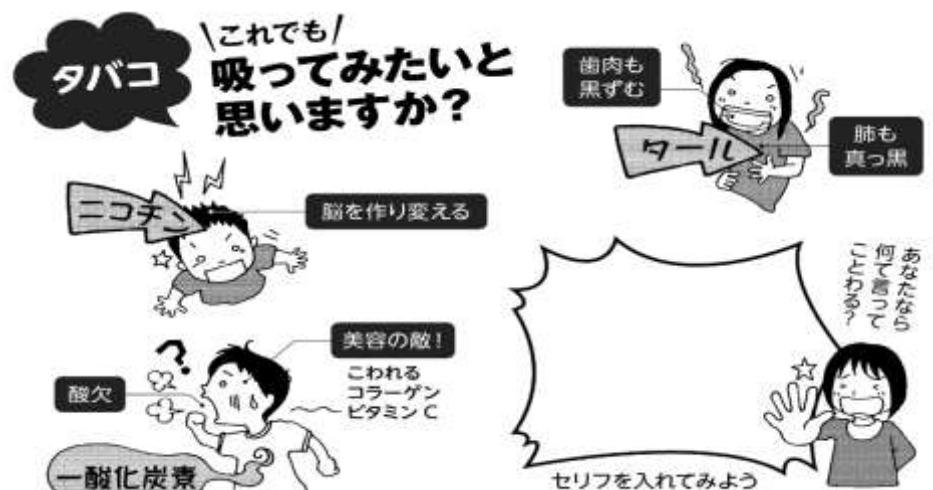 タバコ
これでも
吸ってみたいと
思いますか?
歯肉も
黒ずむ
タール
肺も
真っ黒
ニコチン
脳を作り変える
美容の敵!
こわれる
コラーゲン
ビタミンC
酸欠
一酸化炭素
あなたなら
何て言って
ことわる?
セリフを入れてみよう